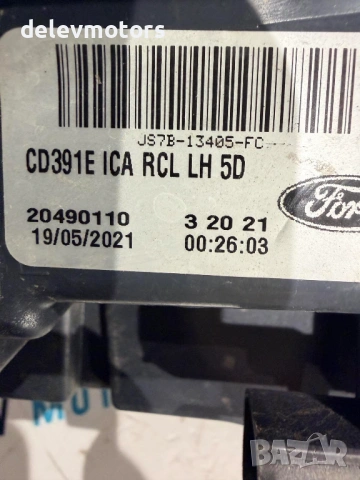 delevmotors
JS7B-13405-FC
CD391E ICA RCL LH 5D
20490110 3 20 21
19/05/2021 00:26:03
Ford
bazar